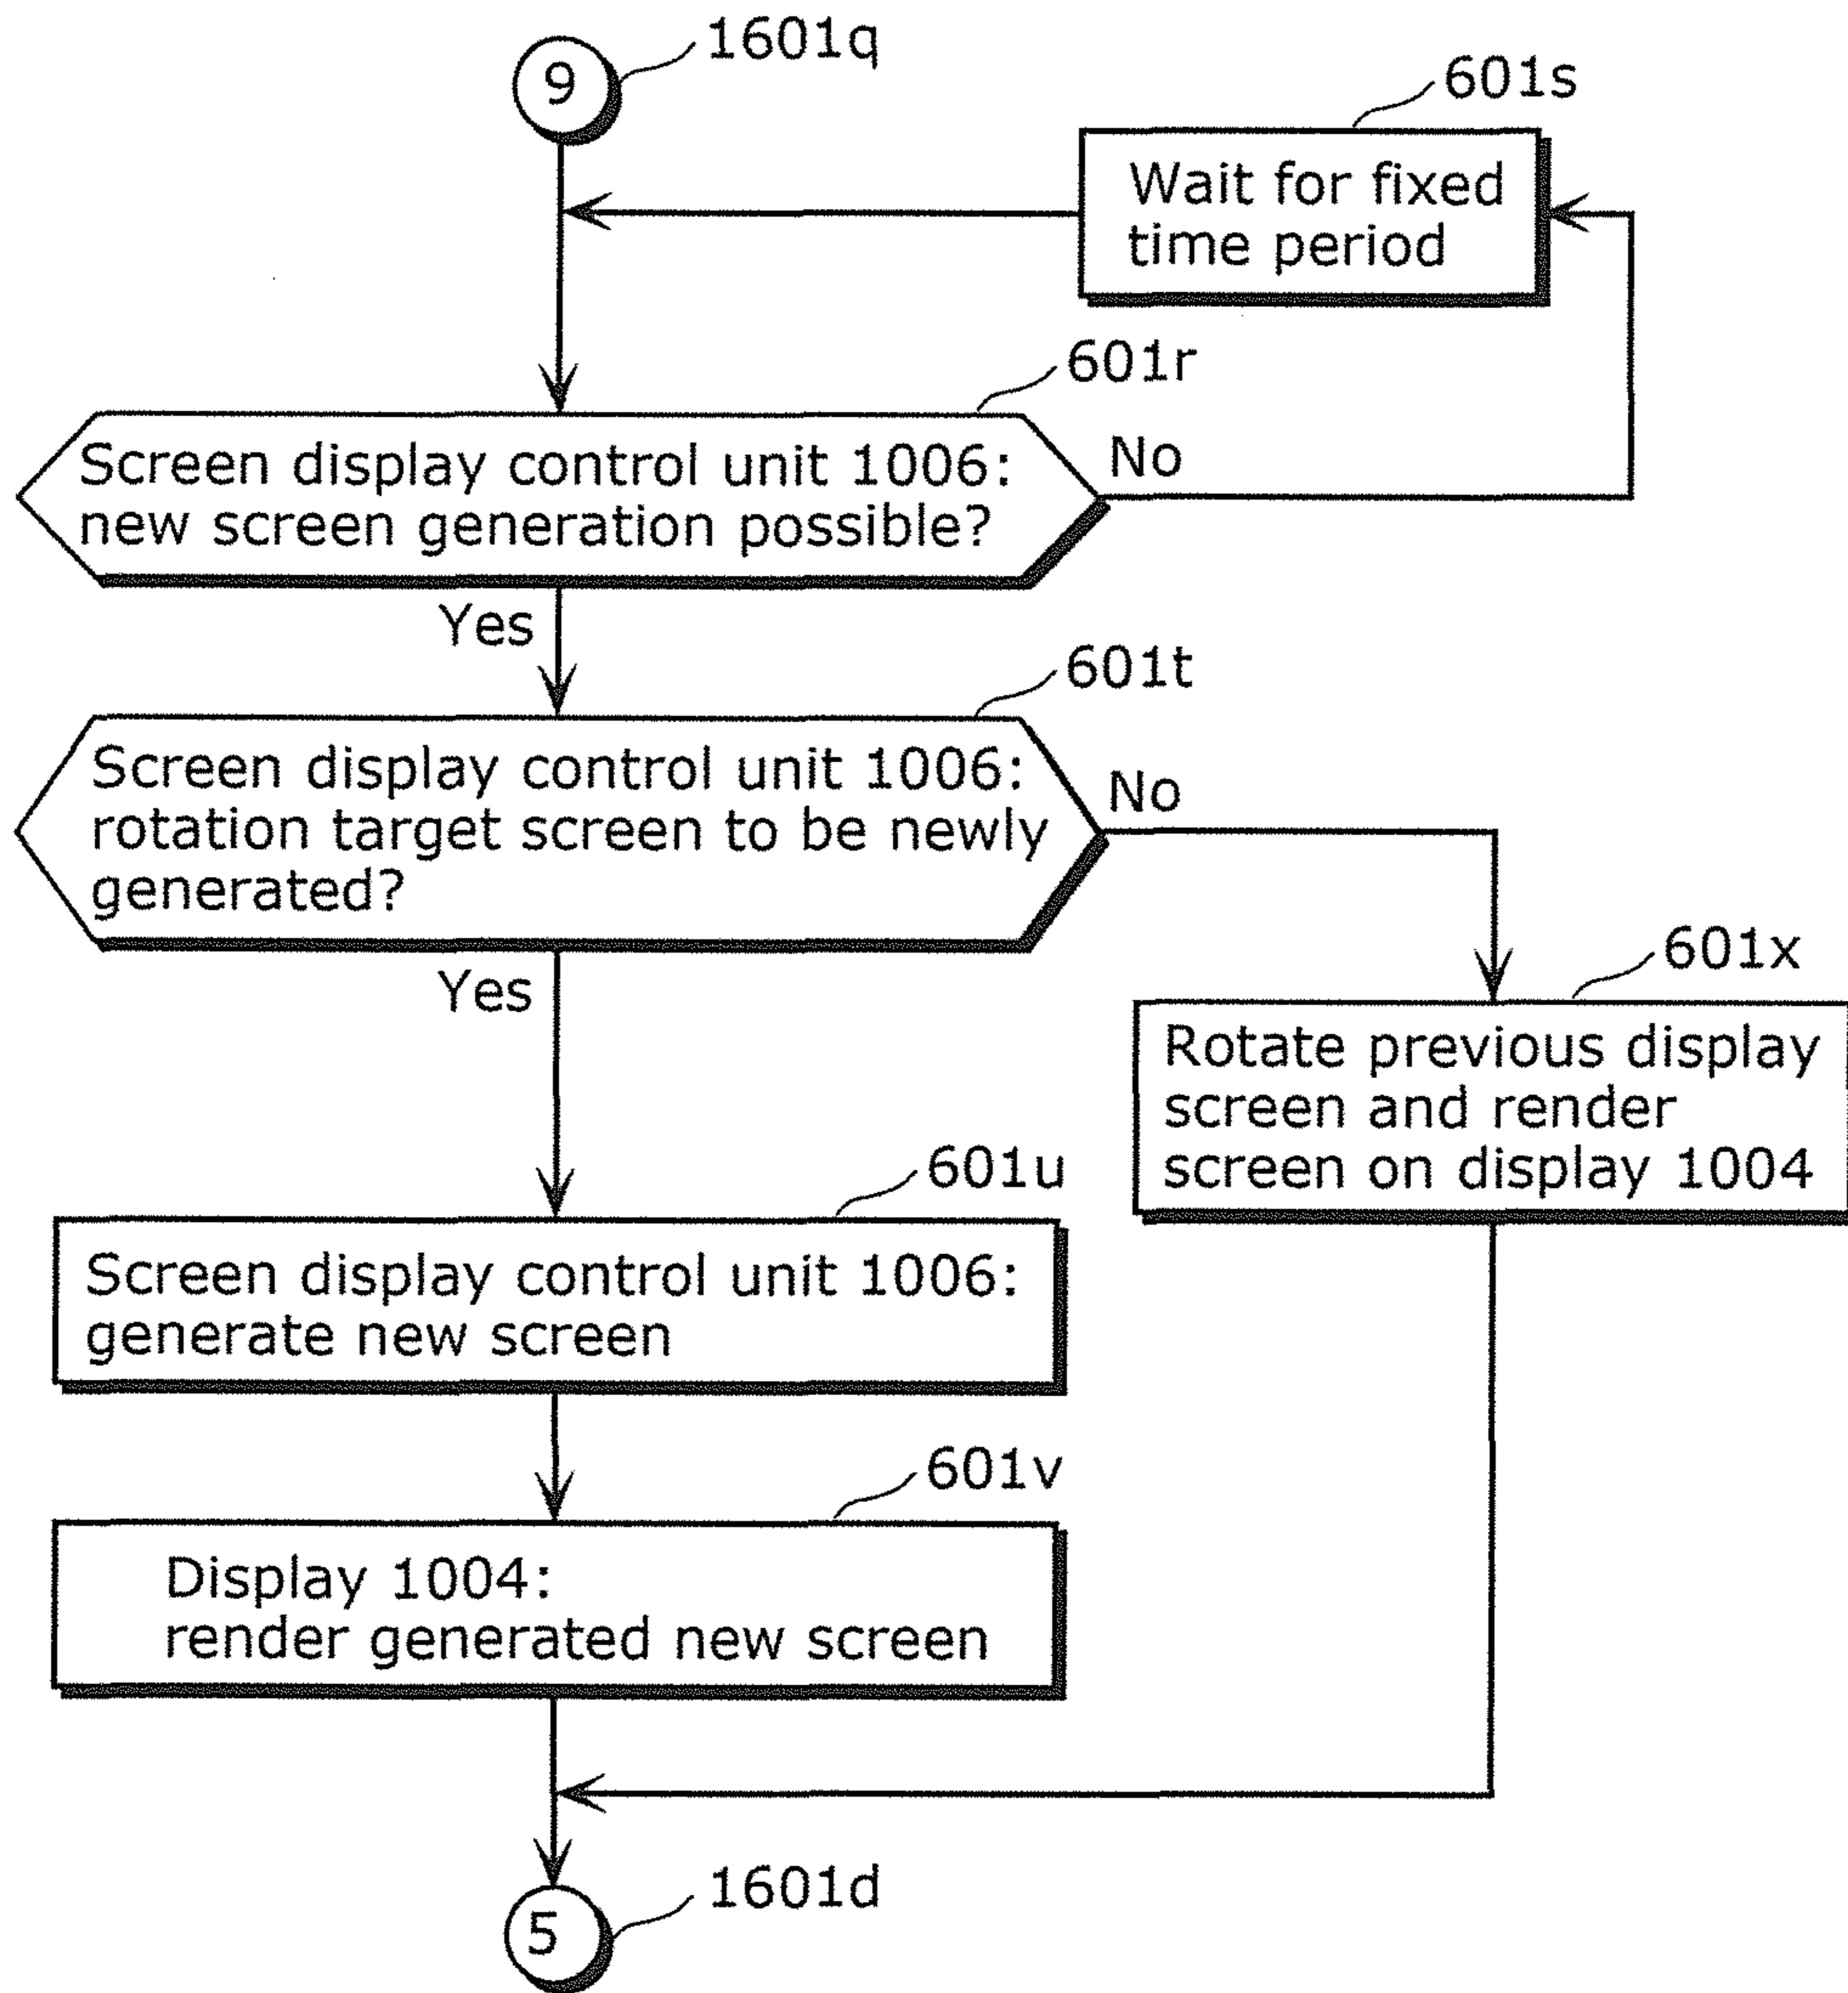 9
1601q
601s
Wait for fixed
time period
601r
Screen display control unit 1006:
new screen generation possible?
No
Yes
601t
Screen display control unit 1006:
rotation target screen to be newly
generated?
No
Yes
601x
Rotate previous display
screen and render
screen on display 1004
601u
Screen display control unit 1006:
generate new screen
601v
Display 1004:
render generated new screen
5
1601d